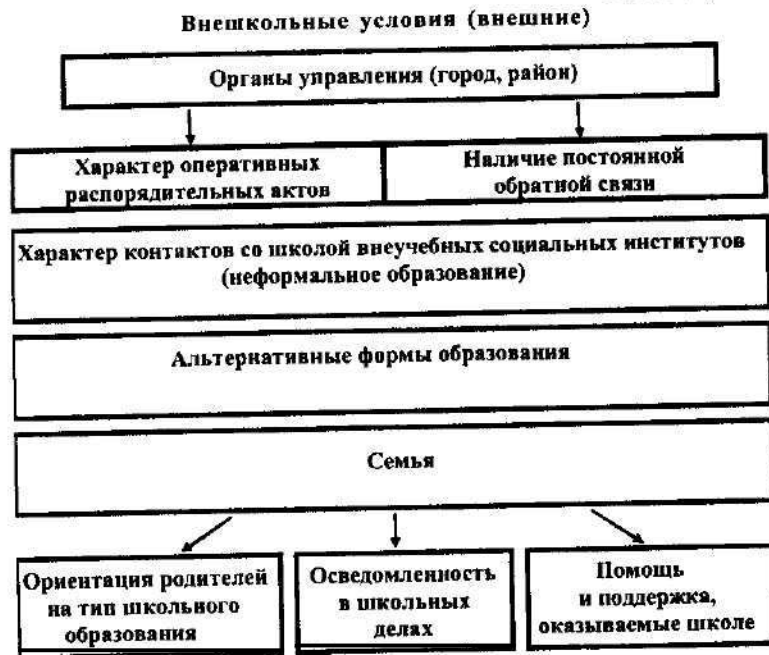 Внешкольные условия (внешние)
Органы управления (город, район)
Характер оперативных
распорядительных актов
Наличие постоянной
обратной связи
Характер контактов со школой внеучебных социальных институтов
(неформальное образование)
Альтернативные формы образования
Семья
Ориентация родителей
на тип школьного
образования
Осведомленность
в школьных
делах
Помощь
и поддержка,
оказываемые школе